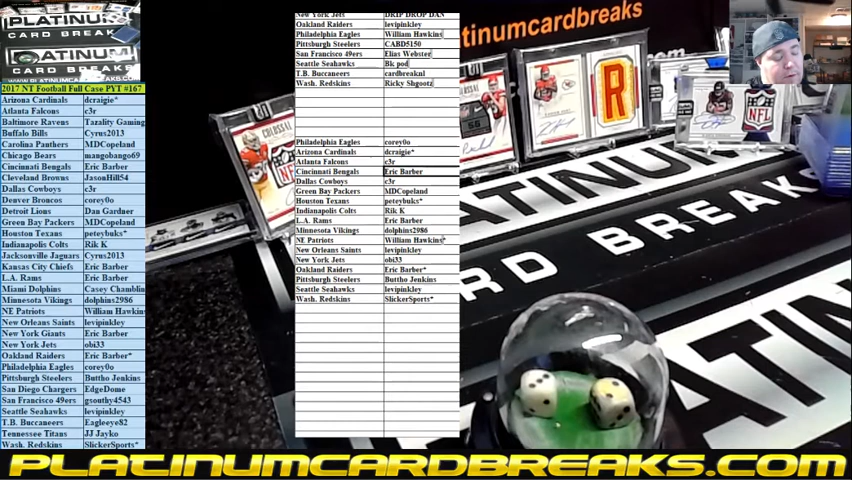 PLATINUM
CARD BREAKS
PLATINUM
CARD BREAKS
2017 NT Football Full Case PYT #167
Arizona Cardinals dcraigie*
Atlanta Falcons c3r
Baltimore Ravens Tazality Gaming
Buffalo Bills Cyrus2013
Carolina Panthers MDCopeland
Chicago Bears mangobango69
Cincinnati Bengals Eric Barber
Cleveland Browns JasonHill54
Dallas Cowboys c3r
Denver Broncos corey0o
Detroit Lions Dan Gardner
Green Bay Packers MDCopeland
Houston Texans peteybuks*
Indianapolis Colts Rik K
Jacksonville Jaguars Cyrus2013
Kansas City Chiefs Eric Barber
L.A. Rams Eric Barber
Miami Dolphins Casey Chamblin
Minnesota Vikings dolphins2986
NE Patriots William Hawkins
New Orleans Saints levipinkley
New York Giants Eric Barber
New York Jets obi33
Oakland Raiders Eric Barber*
Philadelphia Eagles corey0o
Pittsburgh Steelers Buttho Jenkins
San Diego Chargers EdgeDome
San Francisco 49ers gsouthy4543
Seattle Seahawks levipinkley
T.B. Buccaneers Eagleeye82
Tennessee Titans JJ Jayko
Wash. Redskins SlickerSports*
New York Jets DRIP DROP DAN
Oakland Raiders levipinkley
Philadelphia Eagles William Hawkins
Pittsburgh Steelers CABD5150
San Francisco 49ers Elias Webster
Seattle Seahawks Bk pod
T.B. Buccaneers cardbreaknl
Wash. Redskins Ricky Shgootz
Philadelphia Eagles corey0o
Arizona Cardinals dcraigie*
Atlanta Falcons c3r
Cincinnati Bengals Eric Barber
Dallas Cowboys c3r
Green Bay Packers MDCopeland
Houston Texans peteybuks*
Indianapolis Colts Rik K
L.A. Rams Eric Barber
Minnesota Vikings dolphins2986
NE Patriots William Hawkins*
New Orleans Saints levipinkley
New York Jets obi33
Oakland Raiders Eric Barber*
Pittsburgh Steelers Buttho Jenkins
Seattle Seahawks levipinkley
Wash. Redskins SlickerSports*
tinumcardbreaks.com
COLOSSAL
R
NFL
PLATINUM
RD BREAKS
PLATIN
PLATINUMCARDBREAKS.COM